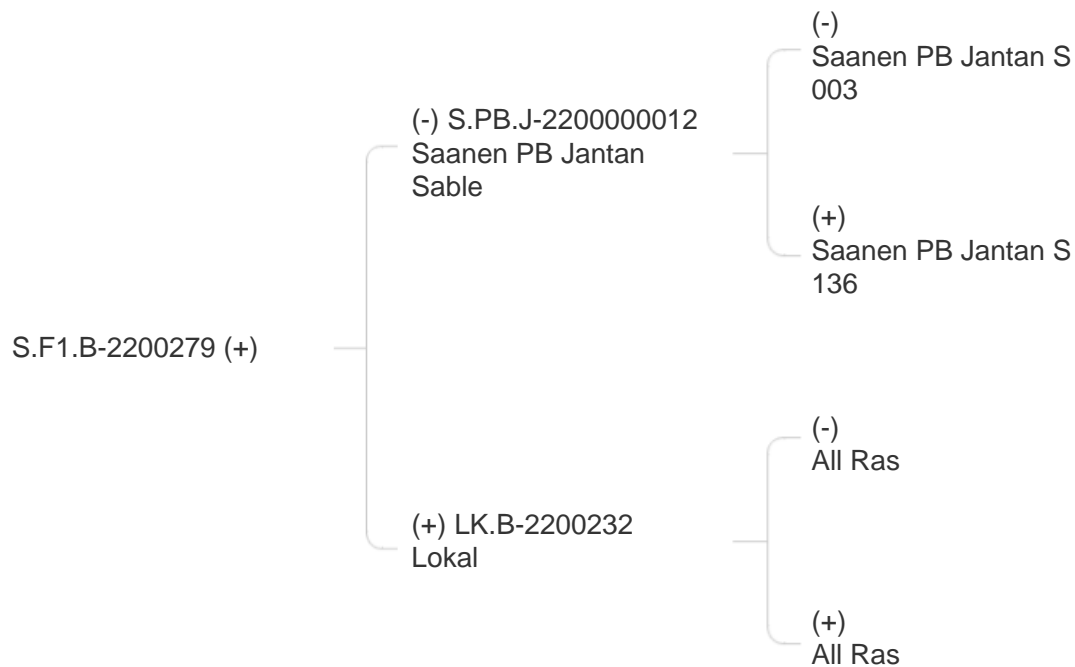 (-)
Saanen PB Jantan S
003
(-) S.PB.J-2200000012
Saanen PB Jantan
Sable
(+)
Saanen PB Jantan S
136
S.F1.B-2200279 (+)
(-)
All Ras
(+) LK.B-2200232
Lokal
(+)
All Ras